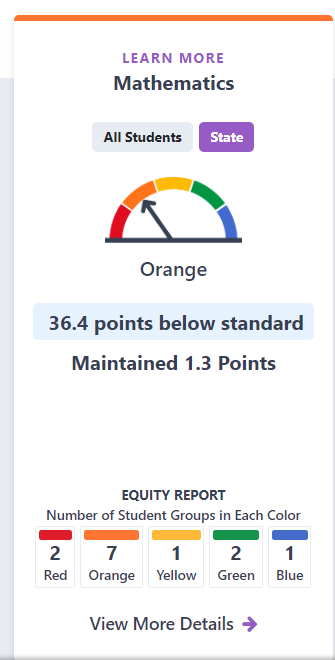 LEARN MORE
Mathematics
All Students State
Orange
36.4 points below standard
Maintained 1.3 Points
EQUITY REPORT
Number of Student Groups in Each Color
2 7 1 2 1
Red Orange Yellow Green Blue
View More Details